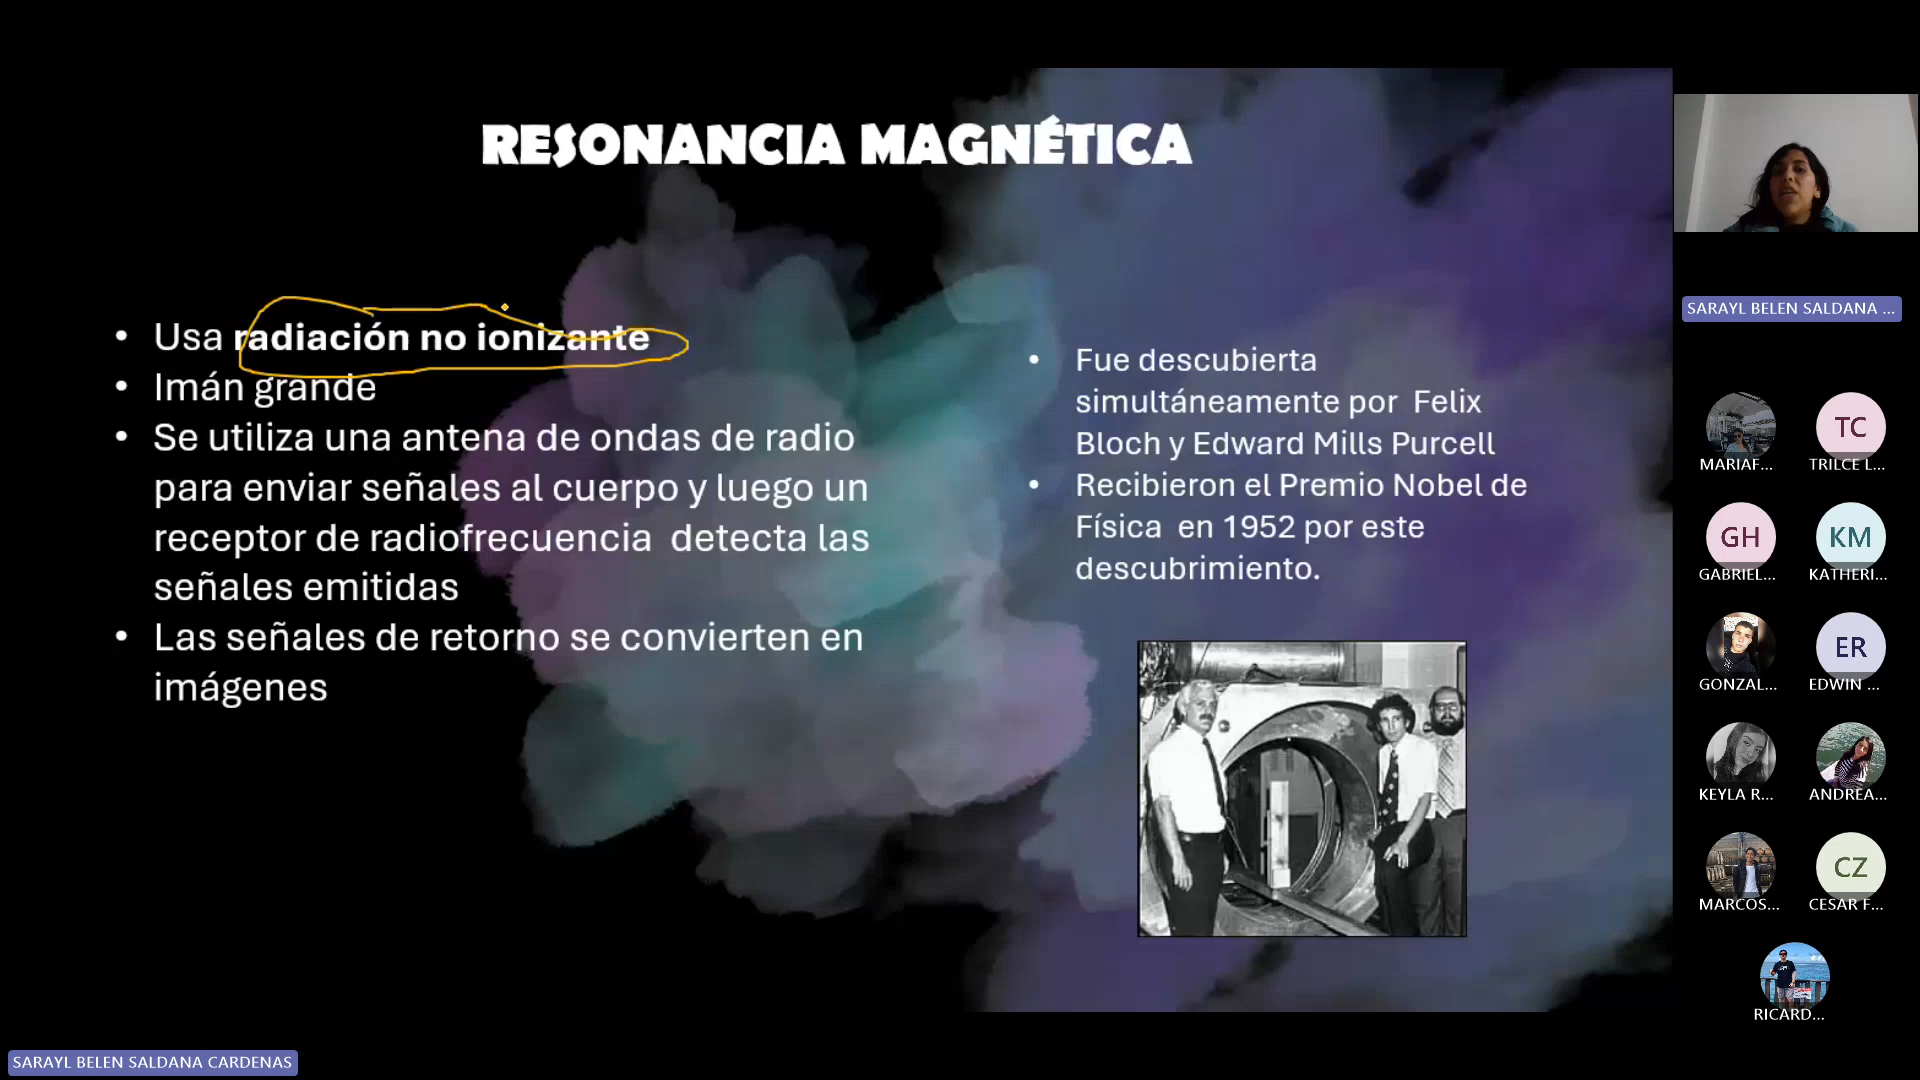 RESONANCIA MAGNÉTICA
• Usa radiación no ionizante
• Imán grande
• Se utiliza una antena de ondas de radio
para enviar señales al cuerpo y luego un
receptor de radiofrecuencia detecta las
señales emitidas
• Las señales de retorno se convierten en
imágenes
• Fue descubierta
simultáneamente por Felix
Bloch y Edward Mills Purcell
• Recibieron el Premio Nobel de
Física en 1952 por este
descubrimiento.
SARAYL BELEN SALDANA ...
TC
MARIAF...
TRILCE L...
GH
KM
GABRIEL...
KATHERI...
ER
GONZAL...
EDWIN ...
KEYLA R...
ANDREA...
CZ
MARCOS...
CESAR F...
RICARD...
SARAYL BELEN SALDANA CARDENAS